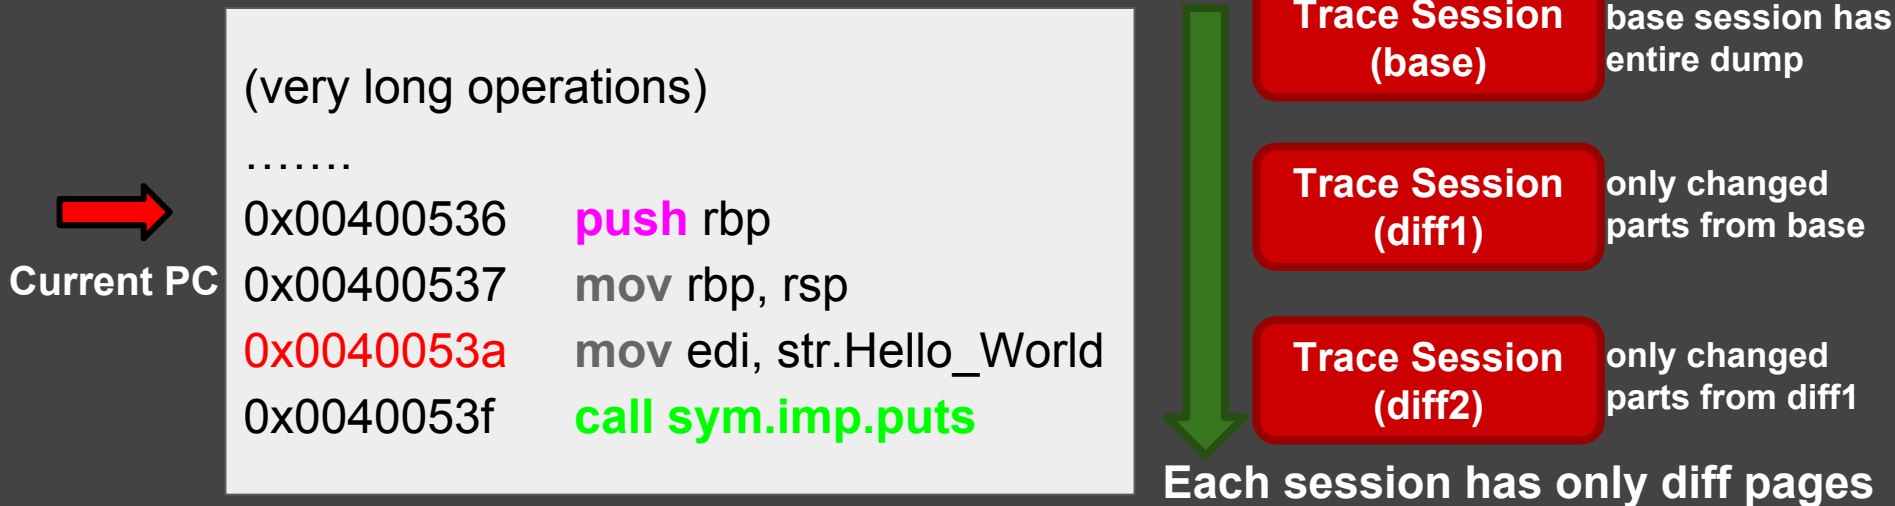 (very long operations)
.......
0x00400536 push rbp
0x00400537 mov rbp, rsp
0x0040053a mov edi, str.Hello_World
0x0040053f call sym.imp.puts
Current PC
Trace Session
(base)
base session has
entire dump
Trace Session
(diff1)
only changed
parts from base
Trace Session
(diff2)
only changed
parts from diff1
Each session has only diff pages